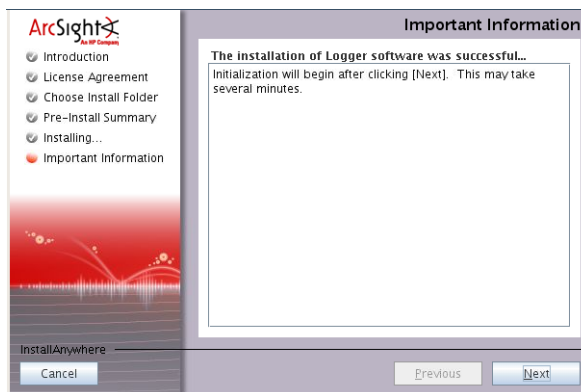 ArcSight
An HP Company
Important Information
Introduction
License Agreement
Choose Install Folder
Pre-Install Summary
Installing...
Important Information
The installation of Logger software was successful...
Initialization will begin after clicking [Next]. This may take
several minutes.
InstallAnywhere
Cancel
Previous
Next